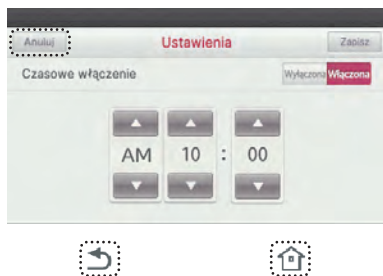 Anuluj Ustawienia Zapisz
Czasowe włączenie Wyłączona Włączona
AM 10 : 00